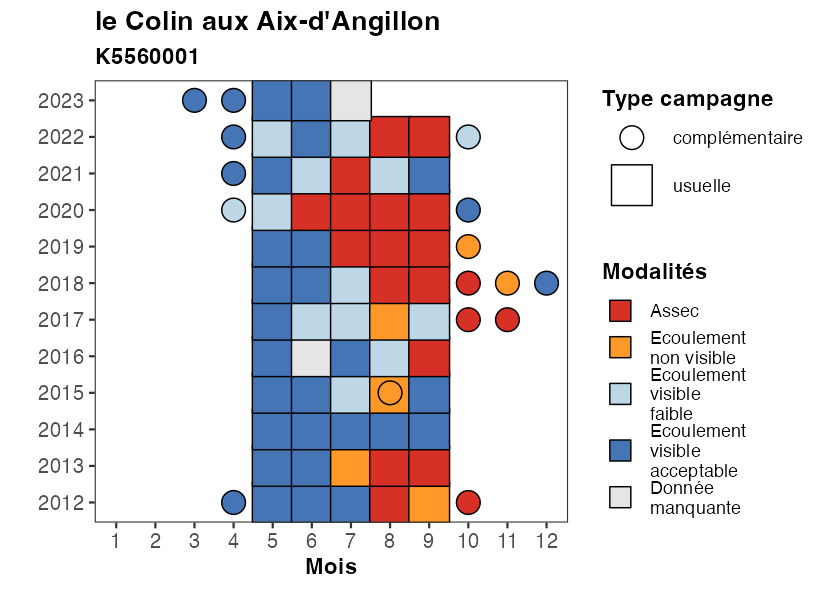 le Colin aux Aix-d'Angillon
K5560001
2023
2022
2021
2020
2019
2018
2017
2016
2015
2014
2013
2012
1 2 3 4 5 6 7 8 9 10 11 12
Mois
Type campagne
complémentaire
usuelle
Modalités
Assec
Ecoulement
non visible
Ecoulement
visible
faible
Ecoulement
visible
acceptable
Donnée
manquante